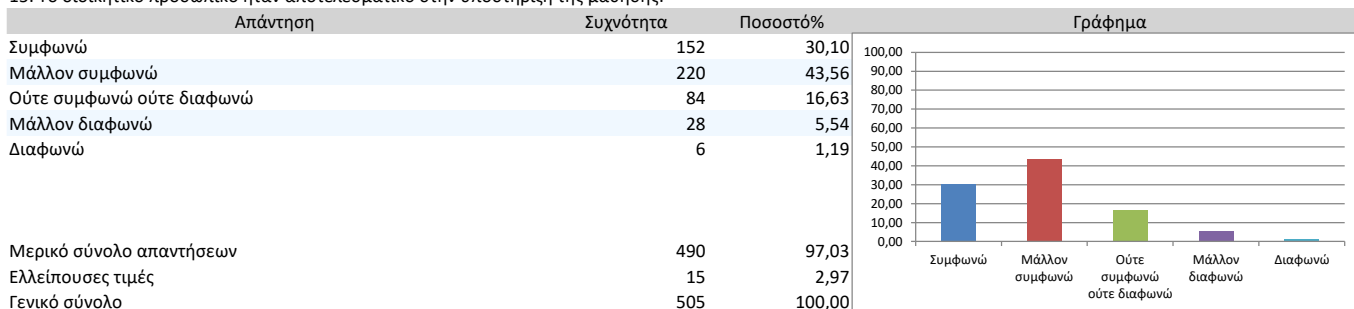 Απάντηση Συχνότητα Ποσοστό% Γράφημα
Συμφωνώ 152 30,10
Μάλλον συμφωνώ 220 43,56
Ούτε συμφωνώ ούτε διαφωνώ 84 16,63
Μάλλον διαφωνώ 28 5,54
Διαφωνώ 6 1,19
Μερικό σύνολο απαντήσεων 490 97,03
Ελλείπουσες τιμές 15 2,97
Γενικό σύνολο 505 100,00
100,00
90,00
80,00
70,00
60,00
50,00
40,00
30,00
20,00
10,00
0,00
Συμφωνώ Μάλλον Ούτε Μάλλον Διαφωνώ
συμφωνώ συμφωνώ διαφωνώ
ούτε διαφωνώ